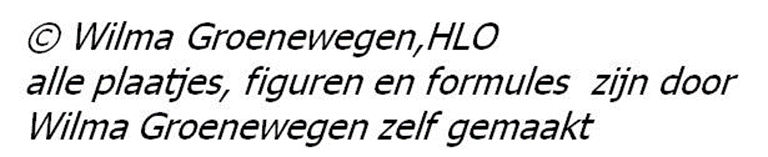 © Wilma Groenewegen,HLO
alle plaatjes, figuren en formules  zijn door
Wilma Groenewegen zelf gemaakt